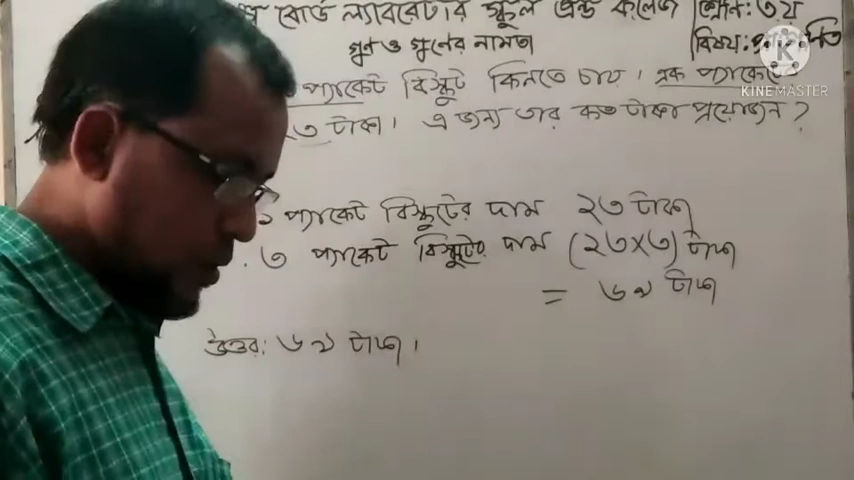 বোর্ড ল্যাবরেটরি স্কুল এন্ড কলেজ শ্রেনি: ৩য়
গুণ ও গুণের নামতা বিষয়:
প্যাকেট বিস্কুট কিনতে চায়। এক প্যাকেট
২৩ টাকা। এ জন্য তার কত টাকা প্রয়োজন?
১ প্যাকেট বিস্কুটের দাম ২৩ টাকা
৩ প্যাকেট বিস্কুটের দাম (২৩×৩) টাকা
= ৬৯ টাকা
উত্তর: ৬৯ টাকা।
KINEMASTER